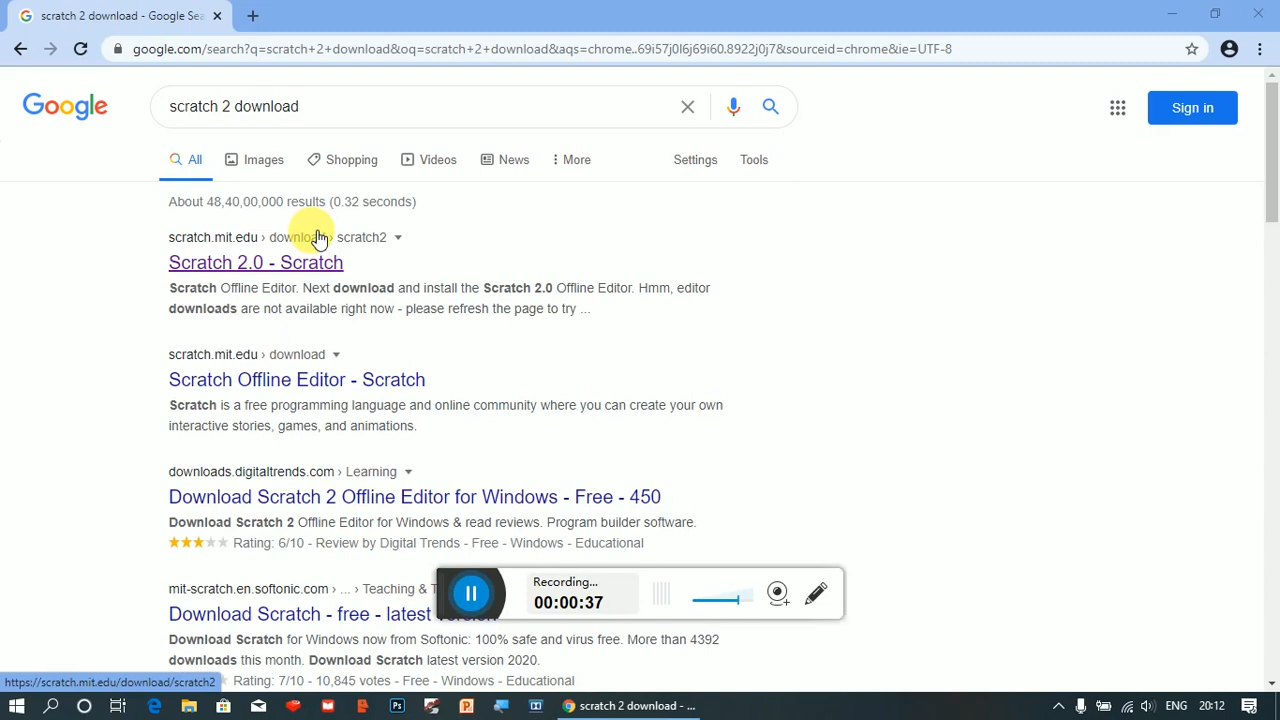 scratch 2 download - Google Sea
google.com/search?q=scratch+2+download&oq=scratch+2+download&aqs=chrome..69i57j0l6j69i60.8922j0j7&sourceid=chrome&ie=UTF-8
Google
scratch 2 download
Sign in
All Images Shopping Videos News More Settings Tools
About 48,40,00,000 results (0.32 seconds)
scratch.mit.edu › download › scratch2
Scratch 2.0 - Scratch
Scratch Offline Editor. Next download and install the Scratch 2.0 Offline Editor. Hmm, editor
downloads are not available right now - please refresh the page to try ...
scratch.mit.edu › download
Scratch Offline Editor - Scratch
Scratch is a free programming language and online community where you can create your own
interactive stories, games, and animations.
downloads.digitaltrends.com › Learning
Download Scratch 2 Offline Editor for Windows - Free - 450
Download Scratch 2 Offline Editor for Windows & read reviews. Program builder software.
Rating: 6/10 - Review by Digital Trends - Free - Windows - Educational
Recording...
00:00:37
mit-scratch.en.softonic.com › ... › Teaching & T
Download Scratch - free - latest version
Download Scratch for Windows now from Softonic: 100% safe and virus free. More than 4392
downloads this month. Download Scratch latest version 2020.
Rating: 7/10 - 10,845 votes - Free - Windows - Educational
https://scratch.mit.edu/download/scratch2
scratch 2 download - ...
ENG 20:12